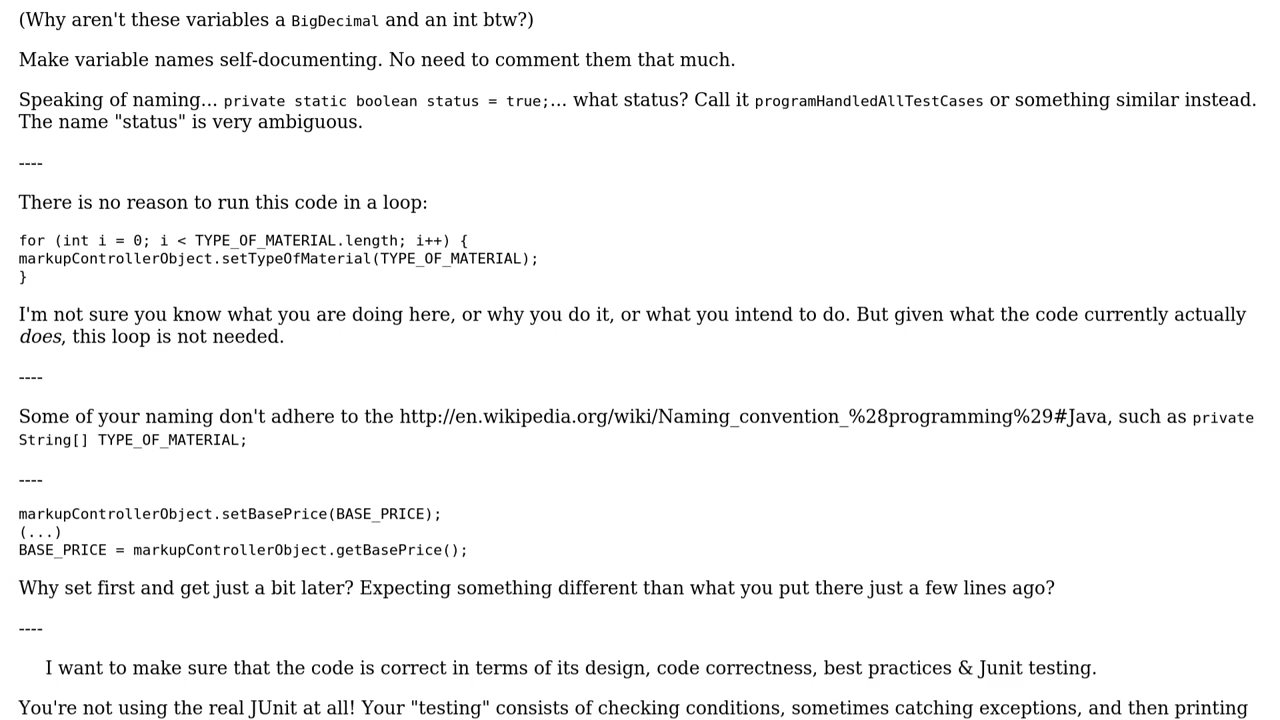 (Why aren't these variables a BigDecimal and an int btw?)
Make variable names self-documenting. No need to comment them that much.
Speaking of naming... private static boolean status = true;... what status? Call it programHandledAllTestCases or something similar instead.
The name "status" is very ambiguous.
----
There is no reason to run this code in a loop:
for (int i = 0; i < TYPE_OF_MATERIAL.length; i++) {
markupControllerObject.setTypeOfMaterial(TYPE_OF_MATERIAL);
}
I'm not sure you know what you are doing here, or why you do it, or what you intend to do. But given what the code currently actually
does, this loop is not needed.
----
Some of your naming don't adhere to the http://en.wikipedia.org/wiki/Naming_convention_%28programming%29#Java, such as private
String[] TYPE_OF_MATERIAL;
----
markupControllerObject.setBasePrice(BASE_PRICE);
(...)
BASE_PRICE = markupControllerObject.getBasePrice();
Why set first and get just a bit later? Expecting something different than what you put there just a few lines ago?
----
I want to make sure that the code is correct in terms of its design, code correctness, best practices & Junit testing.
You're not using the real JUnit at all! Your "testing" consists of checking conditions, sometimes catching exceptions, and then printing